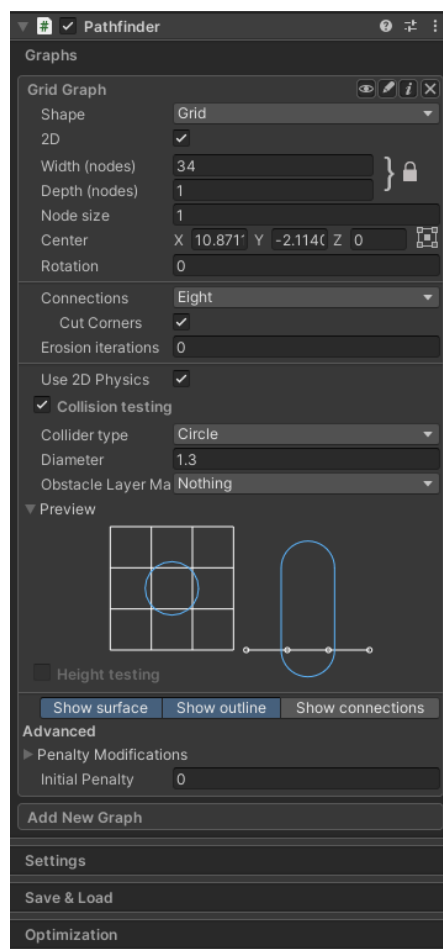 Pathfinder
Graphs
Grid Graph
Shape Grid
2D
Width (nodes) 34
Depth (nodes) 1
Node size 1
Center X 10.871 Y -2.114 Z 0
Rotation 0
Connections Eight
Cut Corners
Erosion iterations 0
Use 2D Physics
Collision testing
Collider type Circle
Diameter 1.3
Obstacle Layer Ma Nothing
Preview
Height testing
Show surface Show outline Show connections
Advanced
Penalty Modifications
Initial Penalty 0
Add New Graph
Settings
Save & Load
Optimization